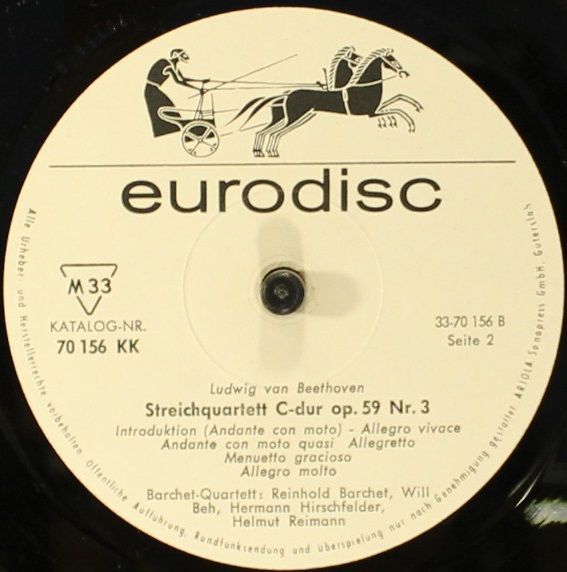 eurodisc
M 33
KATALOG-NR.
70 156 KK
33-70 156 B
Seite 2
Ludwig van Beethoven
Streichquartett C-dur op. 59 Nr. 3
Introduktion (Andante con moto) - Allegro vivace
Andante con moto quasi Allegretto
Menuetto gracioso
Allegro molto
Barchet-Quartett: Reinhold Barchet, Will
Beh, Hermann Hirschfelder,
Helmut Reimann
Alle Urheber- und Herstellerrechte vorbehalten. Öffentliche Aufführung, Rundfunksendung und Überspielung nur nach Genehmigung gestattet. ARIOLA Sonopress GmbH. Gütersloh